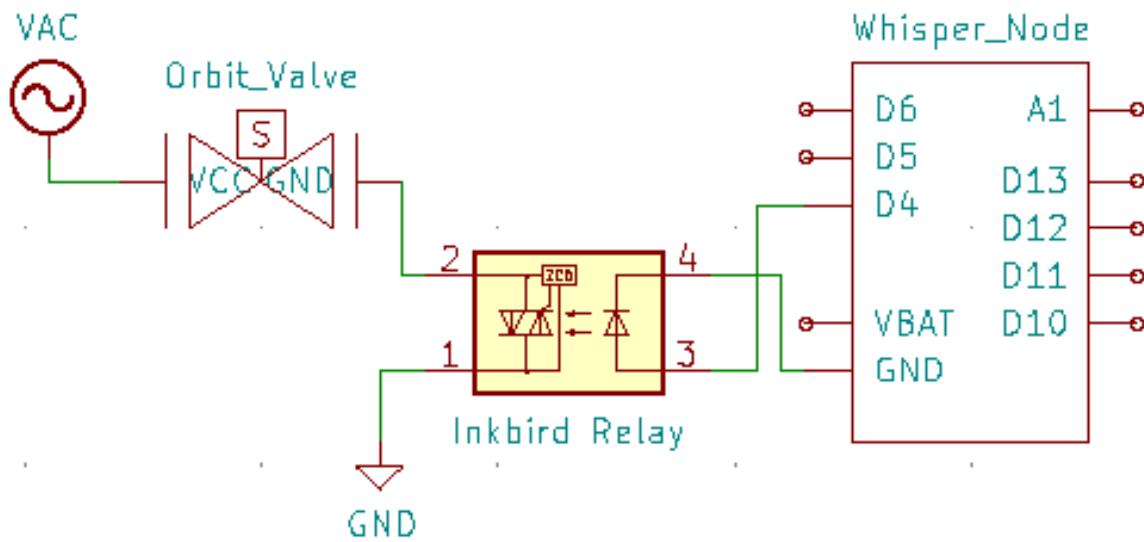 VAC
Orbit_Valve
S
VCC GND
Whisper_Node
D6
D5
D4
VBAT
GND
A1
D13
D12
D11
D10
2
1
ZCD
4
3
Inkbird Relay
GND